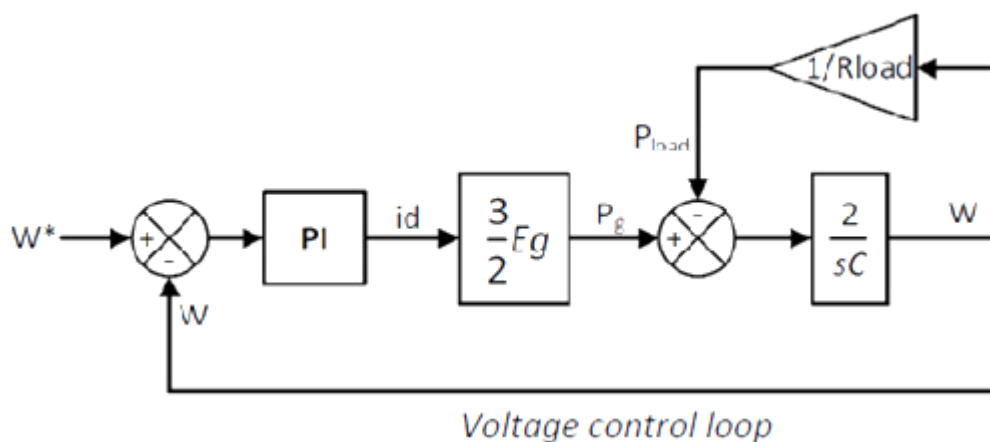 1/Rload
Pload
W*
+
-
PI
id
3
2
Eg
Pg
+
-
2
sC
W
W
Voltage control loop